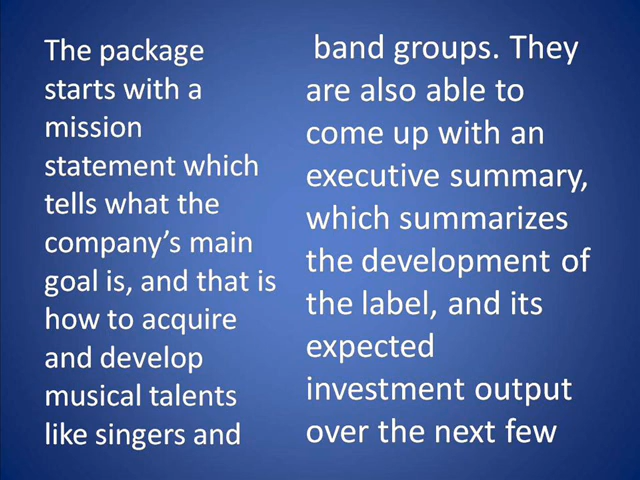 The package
starts with a
mission
statement which
tells what the
company’s main
goal is, and that is
how to acquire
and develop
musical talents
like singers and
band groups. They
are also able to
come up with an
executive summary,
which summarizes
the development of
the label, and its
expected
investment output
over the next few